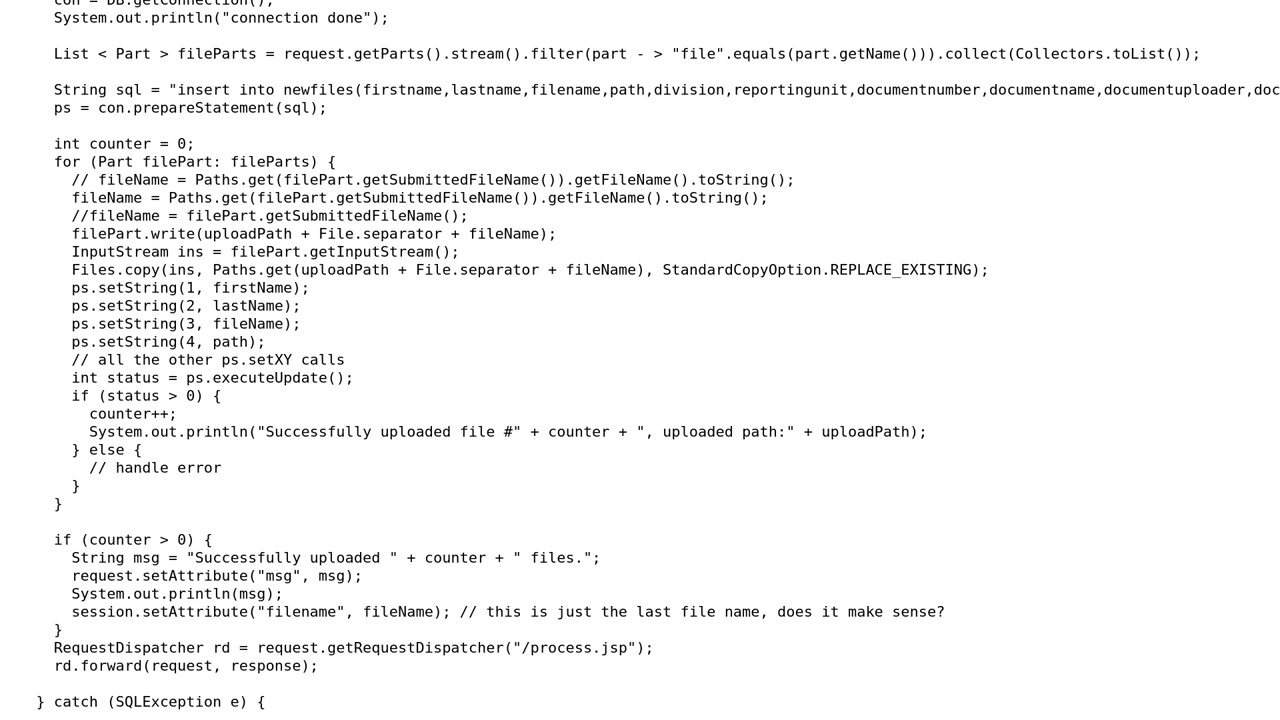 con = DB.getConnection();
System.out.println("connection done");
List < Part > fileParts = request.getParts().stream().filter(part - > "file".equals(part.getName())).collect(Collectors.toList());
String sql = "insert into newfiles(firstname,lastname,filename,path,division,reportingunit,documentnumber,documentname,documentuploader,doc
ps = con.prepareStatement(sql);
int counter = 0;
for (Part filePart: fileParts) {
// fileName = Paths.get(filePart.getSubmittedFileName()).getFileName().toString();
fileName = Paths.get(filePart.getSubmittedFileName()).getFileName().toString();
//fileName = filePart.getSubmittedFileName();
filePart.write(uploadPath + File.separator + fileName);
InputStream ins = filePart.getInputStream();
Files.copy(ins, Paths.get(uploadPath + File.separator + fileName), StandardCopyOption.REPLACE_EXISTING);
ps.setString(1, firstName);
ps.setString(2, lastName);
ps.setString(3, fileName);
ps.setString(4, path);
// all the other ps.setXY calls
int status = ps.executeUpdate();
if (status > 0) {
counter++;
System.out.println("Successfully uploaded file #" + counter + ", uploaded path:" + uploadPath);
} else {
// handle error
}
}
if (counter > 0) {
String msg = "Successfully uploaded " + counter + " files.";
request.setAttribute("msg", msg);
System.out.println(msg);
session.setAttribute("filename", fileName); // this is just the last file name, does it make sense?
}
RequestDispatcher rd = request.getRequestDispatcher("/process.jsp");
rd.forward(request, response);
} catch (SQLException e) {